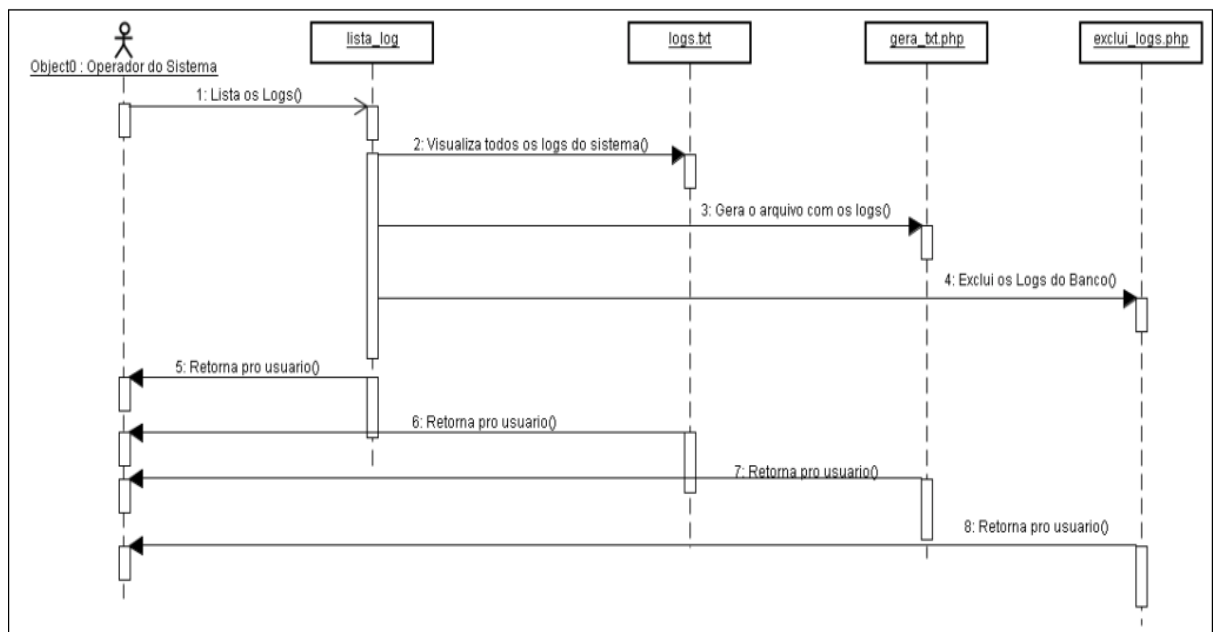 lista_log
logs.txt
gera_txt.php
exclui_logs.php
Object0 : Operador do Sistema
1: Lista os Logs()
2: Visualiza todos os logs do sistema()
3: Gera o arquivo com os logs()
4: Exclui os Logs do Banco()
5: Retorna pro usuario()
6: Retorna pro usuario()
7: Retorna pro usuario()
8: Retorna pro usuario()